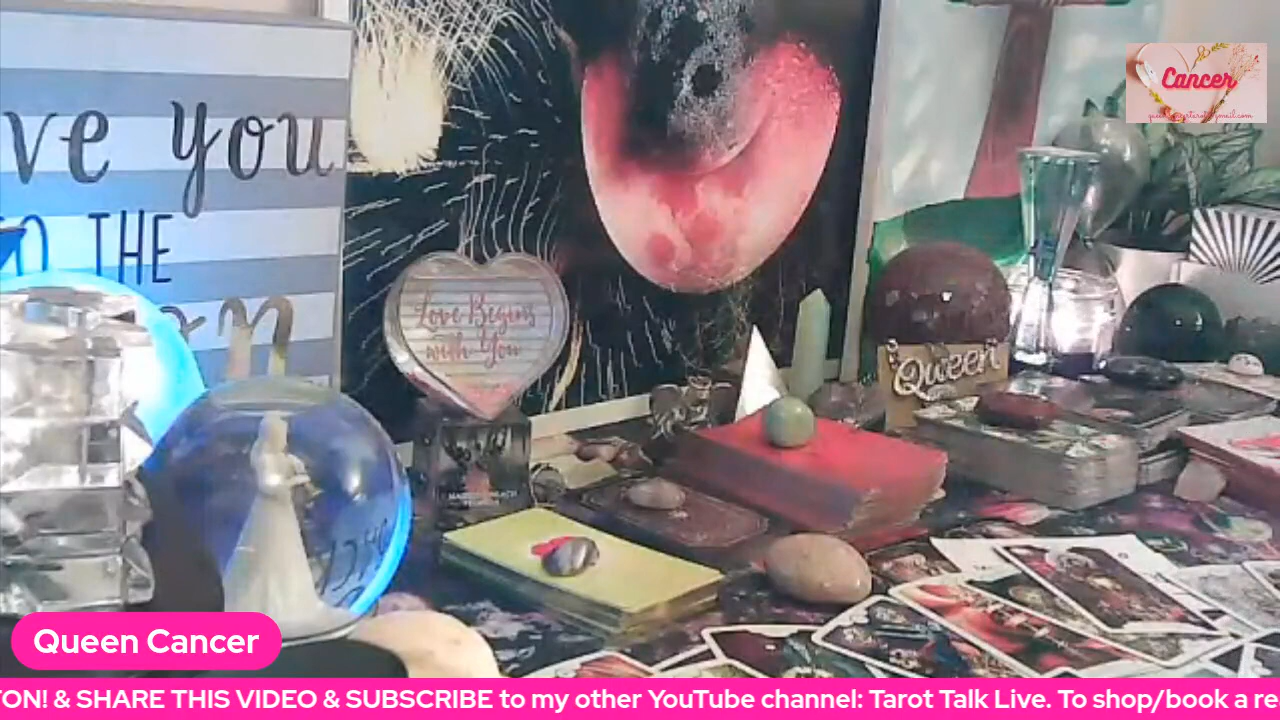 ve you
TO THE
Love Begins
with You
Queen
Cancer
Queen Cancer
TON! & SHARE THIS VIDEO & SUBSCRIBE to my other YouTube channel: Tarot Talk Live. To shop/book a re